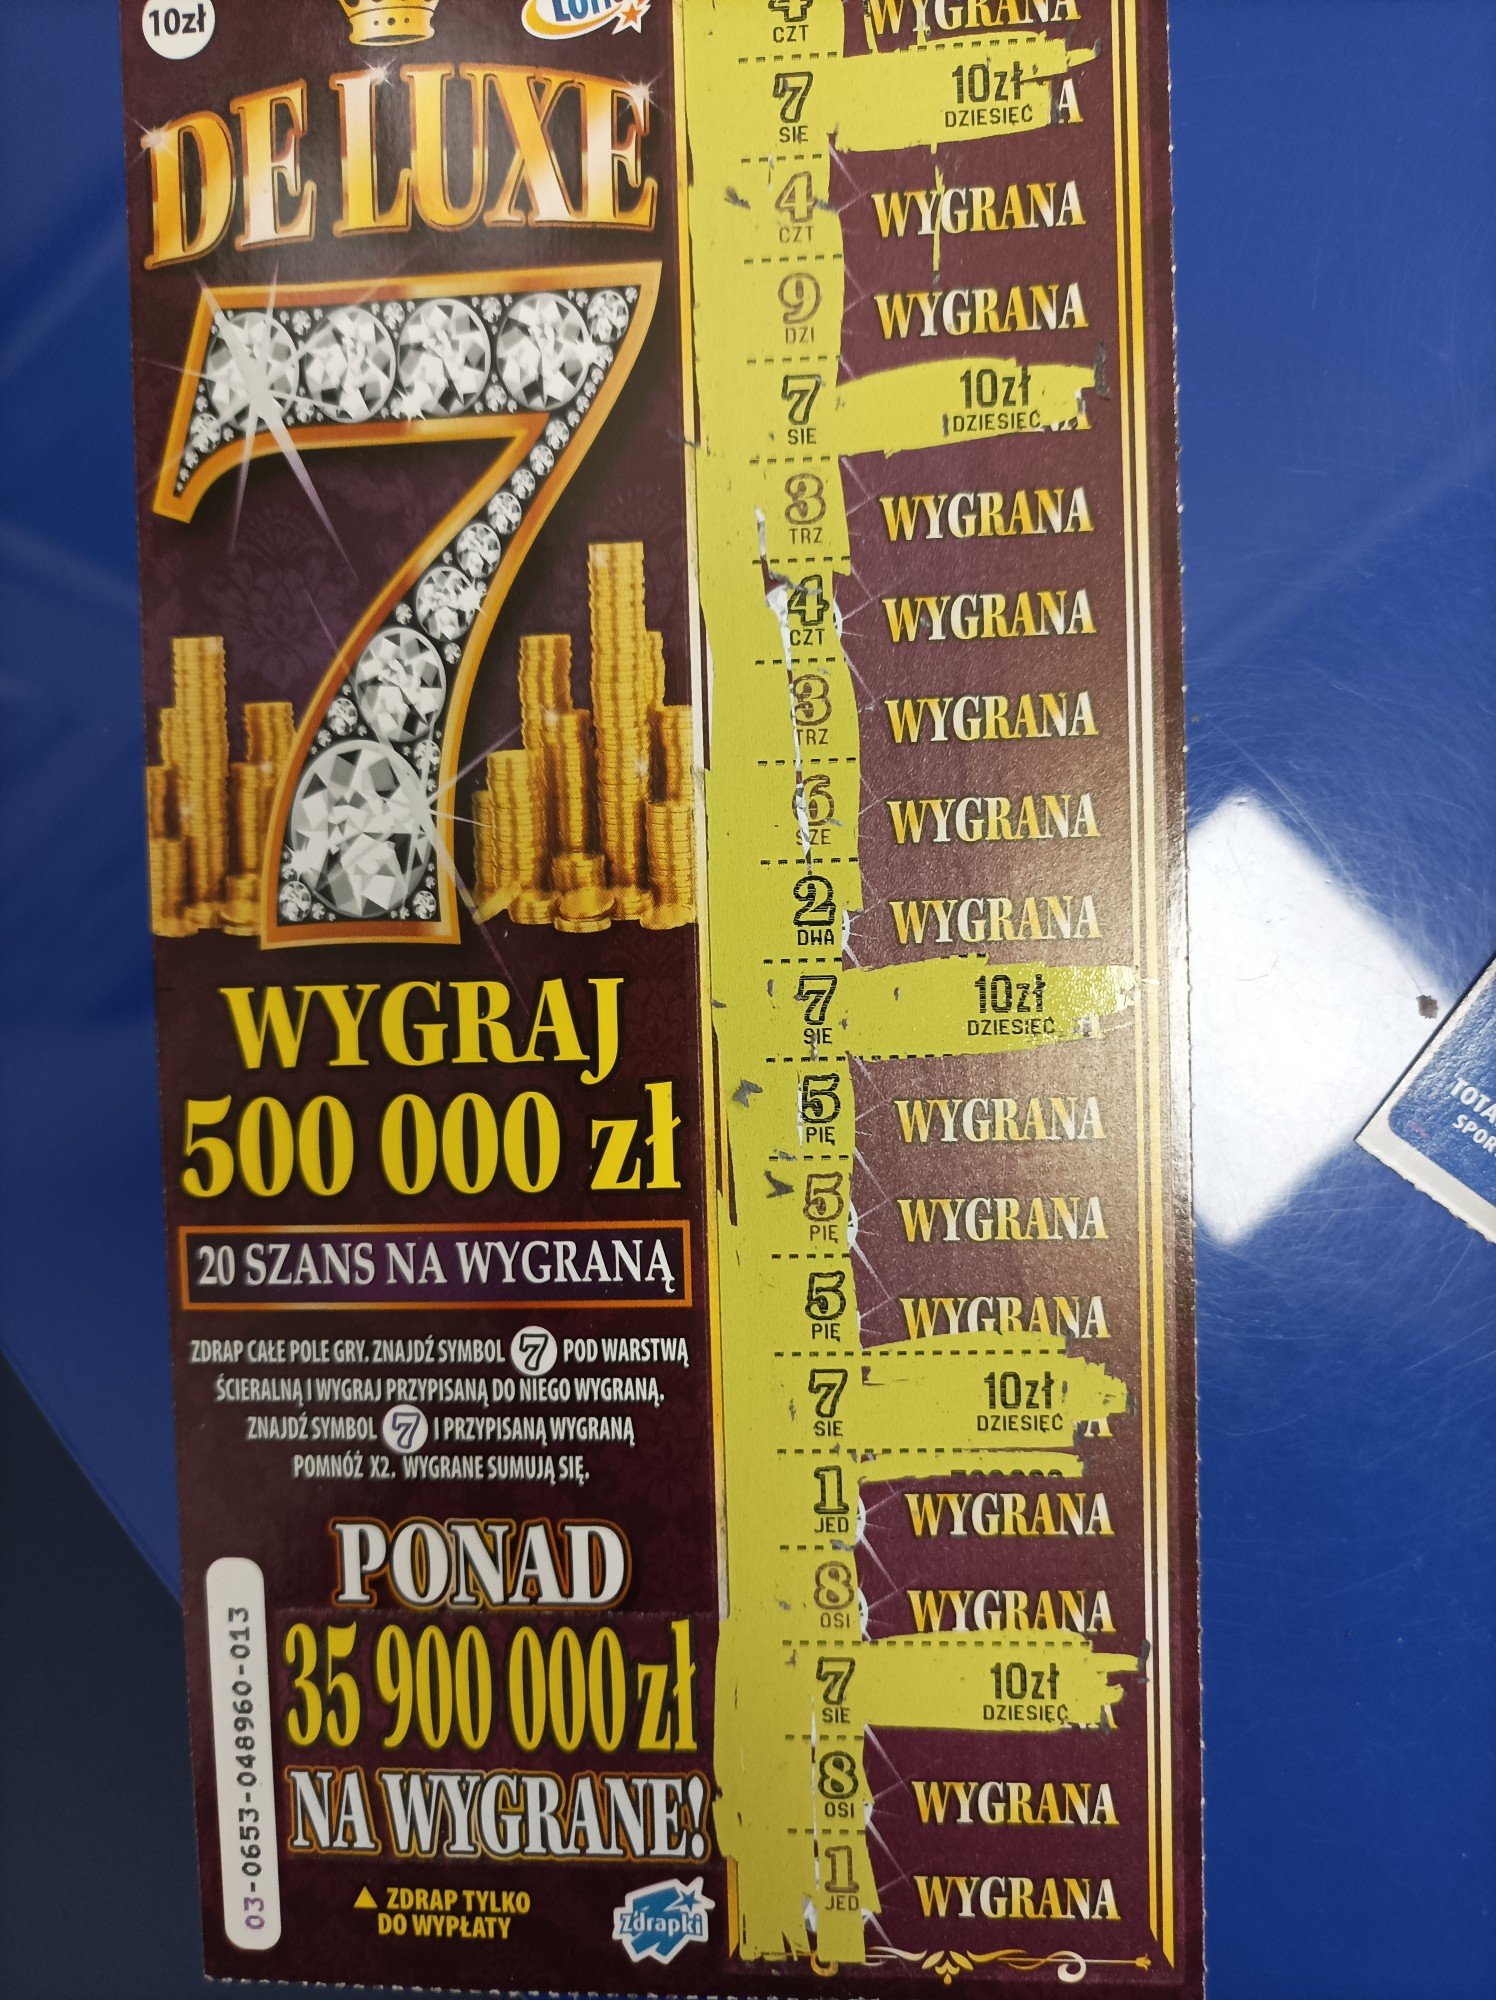 10zł
DE LUXE
7
WYGRAJ
500 000 zł
20 SZANS NA WYGRANĄ
ZDRAP CAŁE POLE GRY. ZNAJDŹ SYMBOL 7 POD WARSTWĄ
ŚCIERALNĄ I WYGRAJ PRZYPISANĄ DO NIEGO WYGRANĄ.
ZNAJDŹ SYMBOL 7 I PRZYPISANĄ WYGRANĄ
POMNÓŻ X2. WYGRANE SUMUJĄ SIĘ.
PONAD
35 900 000 zł
NA WYGRANE!
▲ ZDRAP TYLKO
DO WYPŁATY
Zdrapki
03-0653-048960-013
4 WYGRANA
CZT
7 10zł
SIE DZIESIĘĆ
4 WYGRANA
CZT
9 WYGRANA
DZI
7 10zł
SIE DZIESIĘĆ
3 WYGRANA
TRZ
4 WYGRANA
CZT
3 WYGRANA
TRZ
6 WYGRANA
SZE
2 WYGRANA
DWA
7 10zł
SIE DZIESIĘĆ
5 WYGRANA
PIĘ
5 WYGRANA
PIĘ
5 WYGRANA
PIĘ
7 10zł
SIE DZIESIĘĆ
1 WYGRANA
JED
8 WYGRANA
OSI
7 10zł
SIE DZIESIĘĆ
8 WYGRANA
OSI
1 WYGRANA
JED